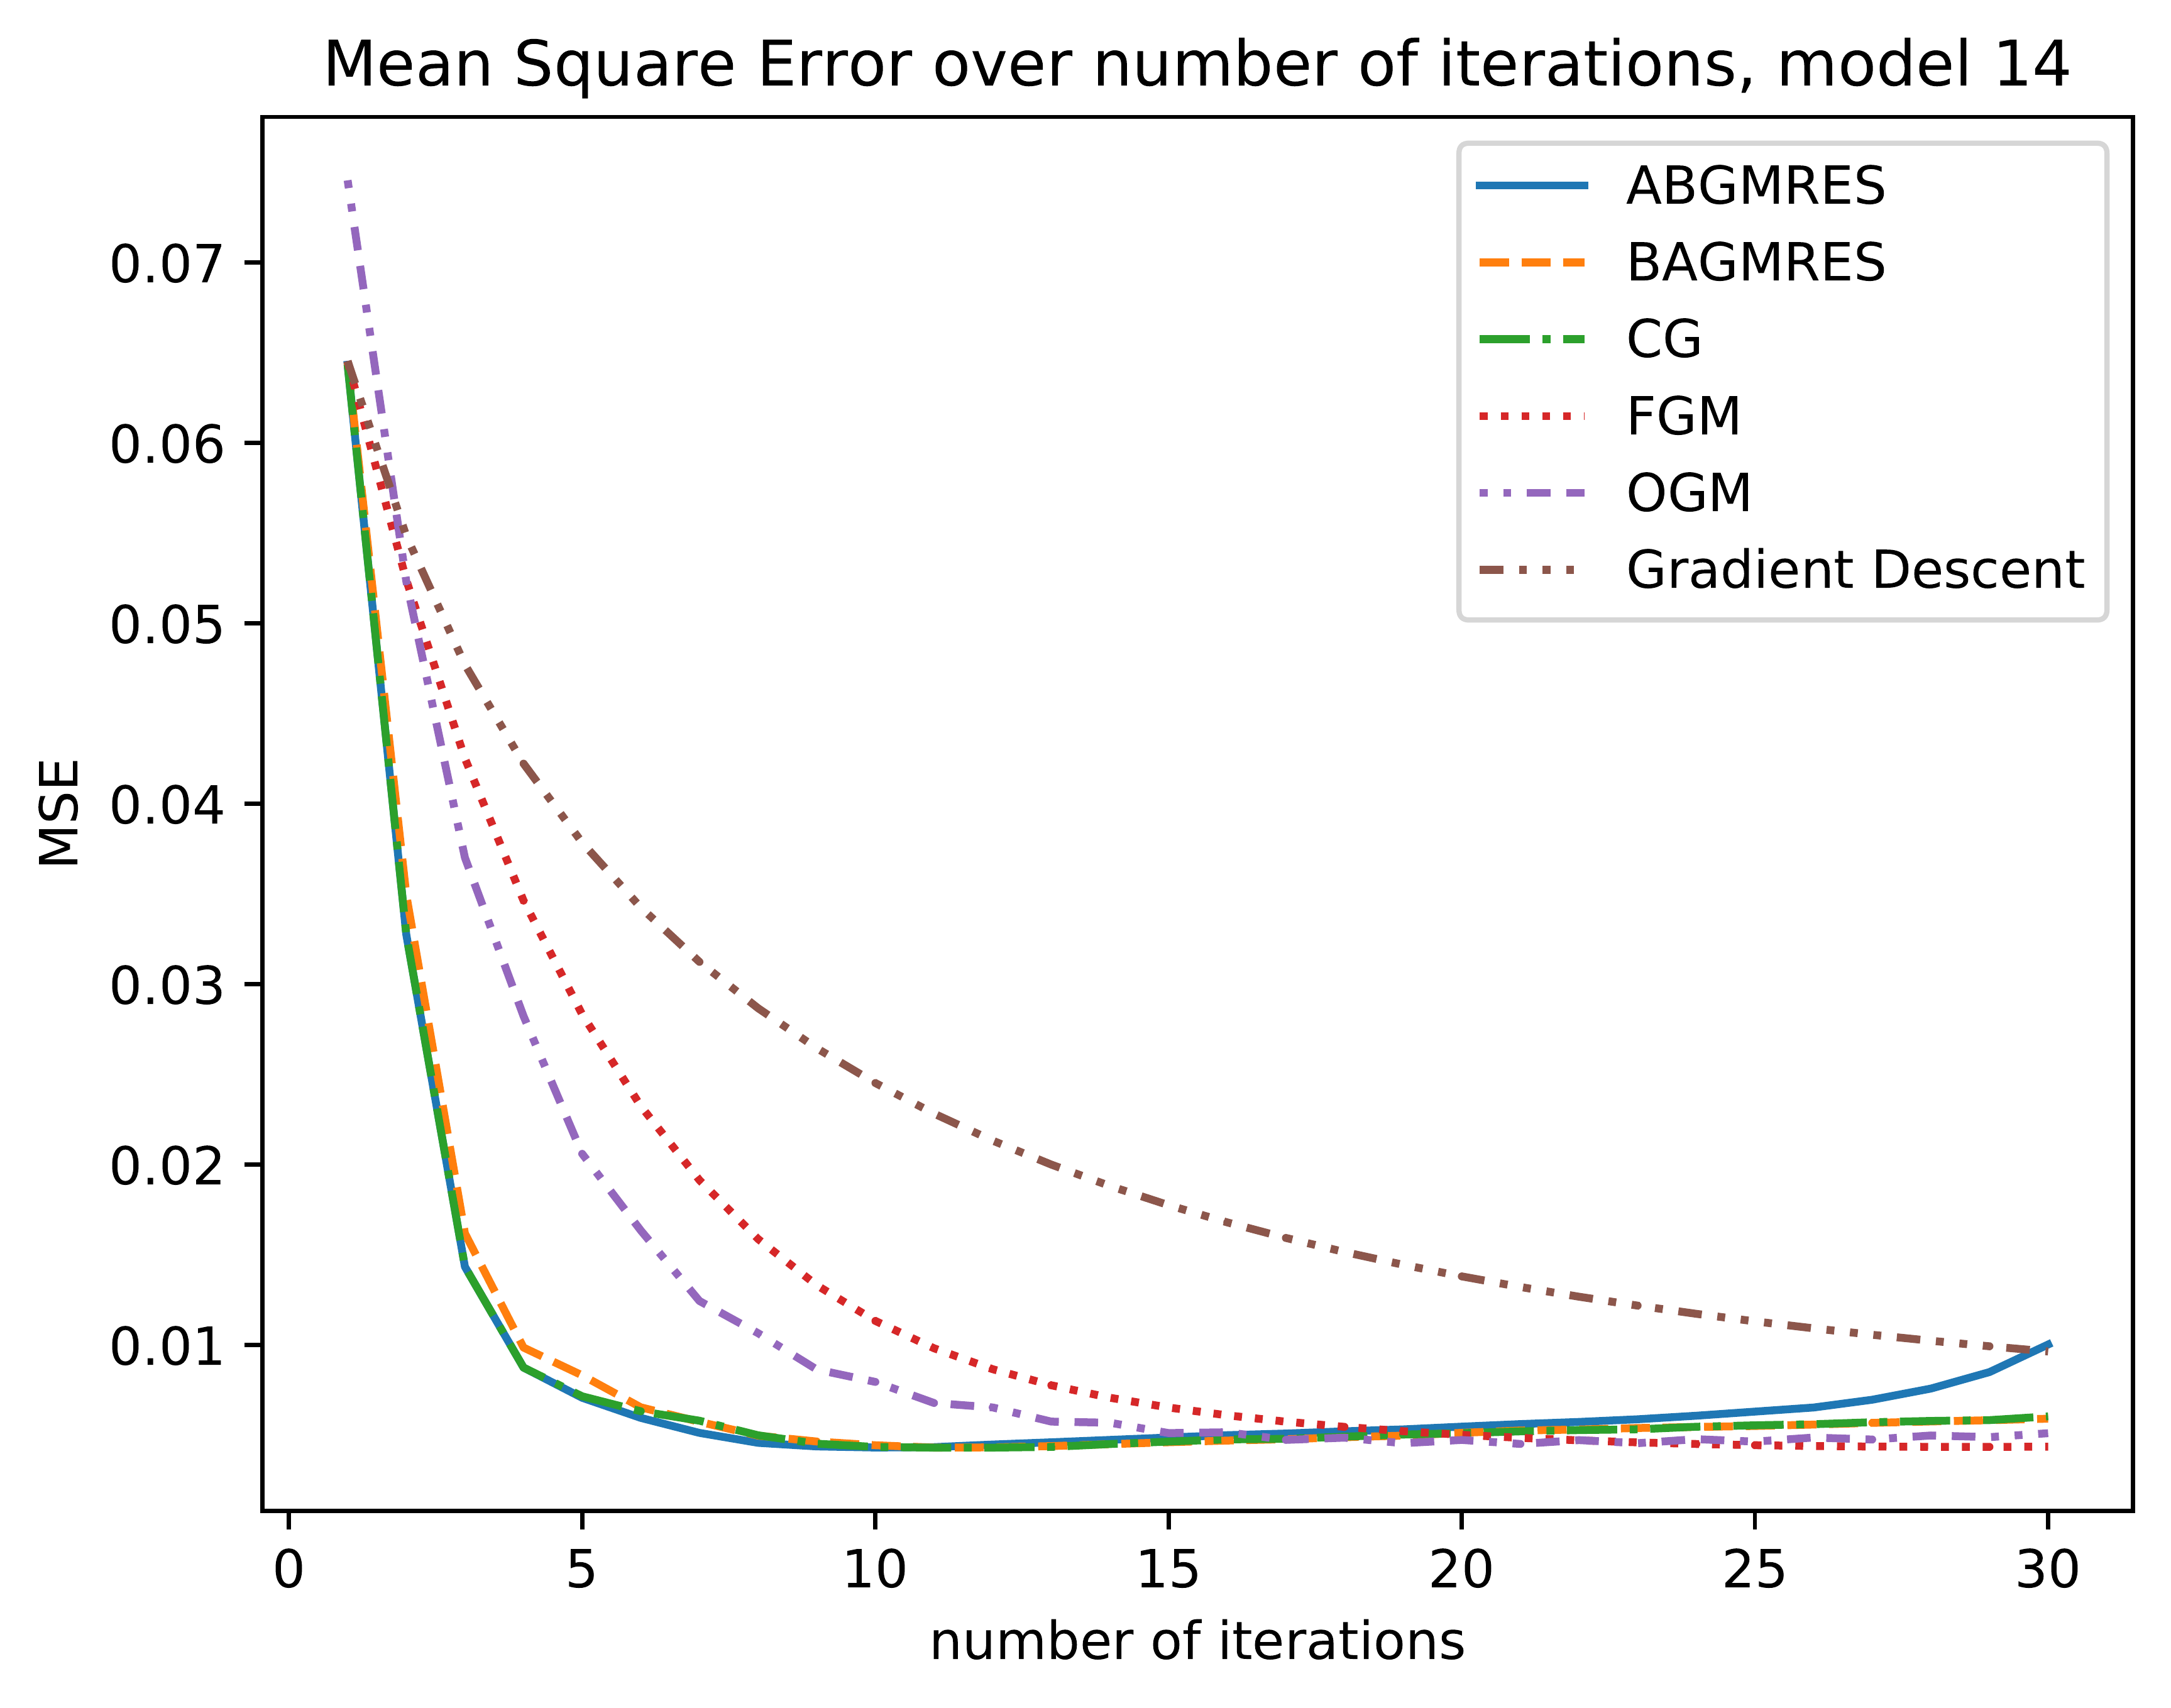 Mean Square Error over number of iterations, model 14
ABGMRES
BAGMRES
CG
FGM
OGM
Gradient Descent
MSE
0.07
0.06
0.05
0.04
0.03
0.02
0.01
0 5 10 15 20 25 30
number of iterations